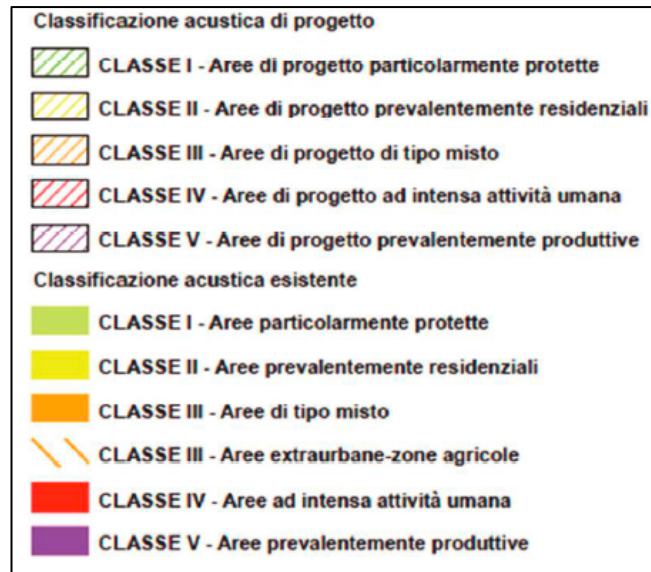 Classificazione acustica di progetto
CLASSE I - Aree di progetto particolarmente protette
CLASSE II - Aree di progetto prevalentemente residenziali
CLASSE III - Aree di progetto di tipo misto
CLASSE IV - Aree di progetto ad intensa attività umana
CLASSE V - Aree di progetto prevalentemente produttive
Classificazione acustica esistente
CLASSE I - Aree particolarmente protette
CLASSE II - Aree prevalentemente residenziali
CLASSE III - Aree di tipo misto
CLASSE III - Aree extraurbane-zone agricole
CLASSE IV - Aree ad intensa attività umana
CLASSE V - Aree prevalentemente produttive